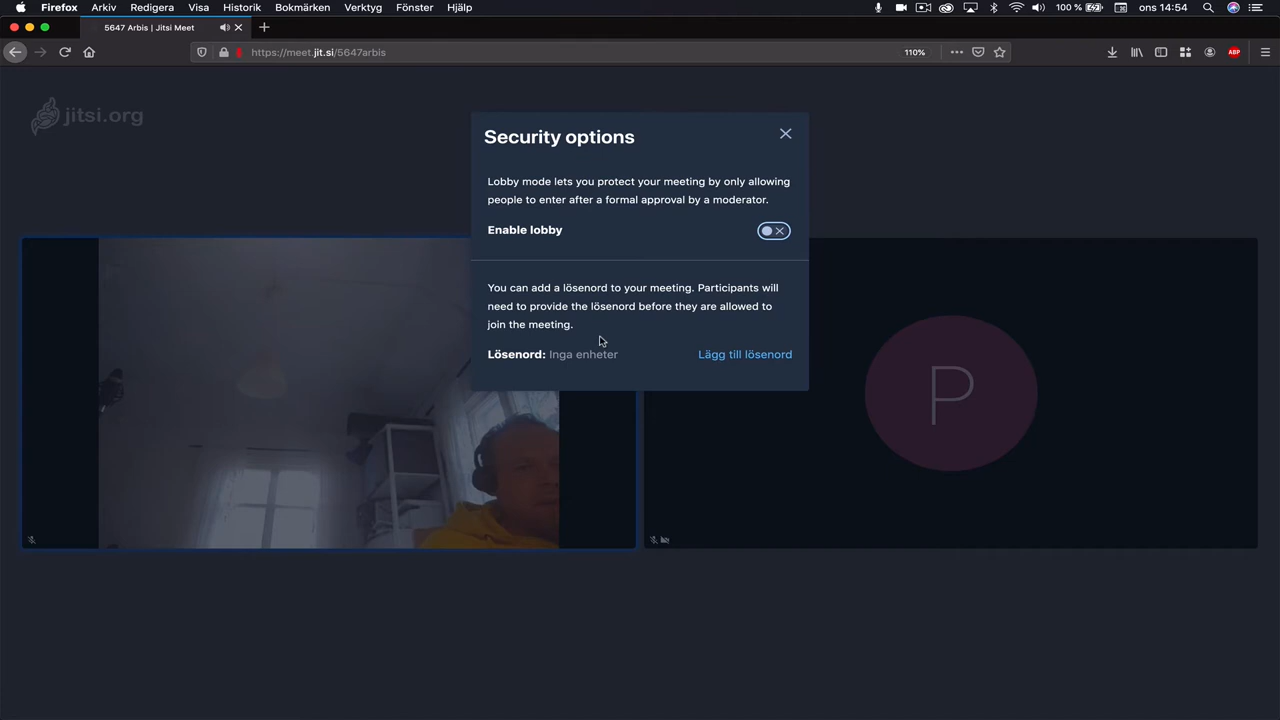 Firefox Arkiv Redigera Visa Historik Bokmärken Verktyg Fönster Hjälp 100 % ons 14:54
5647 Arbis | Jitsi Meet
https://meet.jit.si/5647arbis 110% ABP
jitsi.org
Security options
Lobby mode lets you protect your meeting by only allowing
people to enter after a formal approval by a moderator.
Enable lobby
You can add a lösenord to your meeting. Participants will
need to provide the lösenord before they are allowed to
join the meeting.
Lösenord: Inga enheter Lägg till lösenord
P